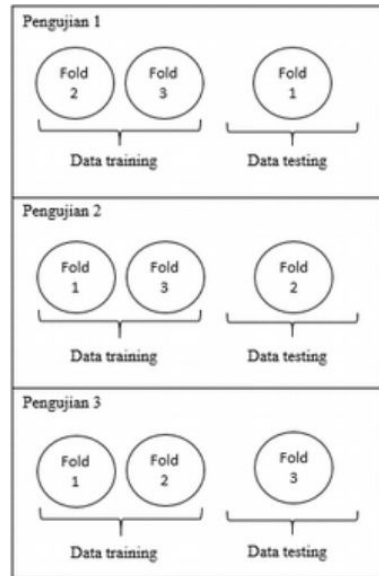 Pengujian 1
Fold Fold Fold
2 3 1
Data training Data testing
Pengujian 2
Fold Fold Fold
1 3 2
Data training Data testing
Pengujian 3
Fold Fold Fold
1 2 3
Data training Data testing